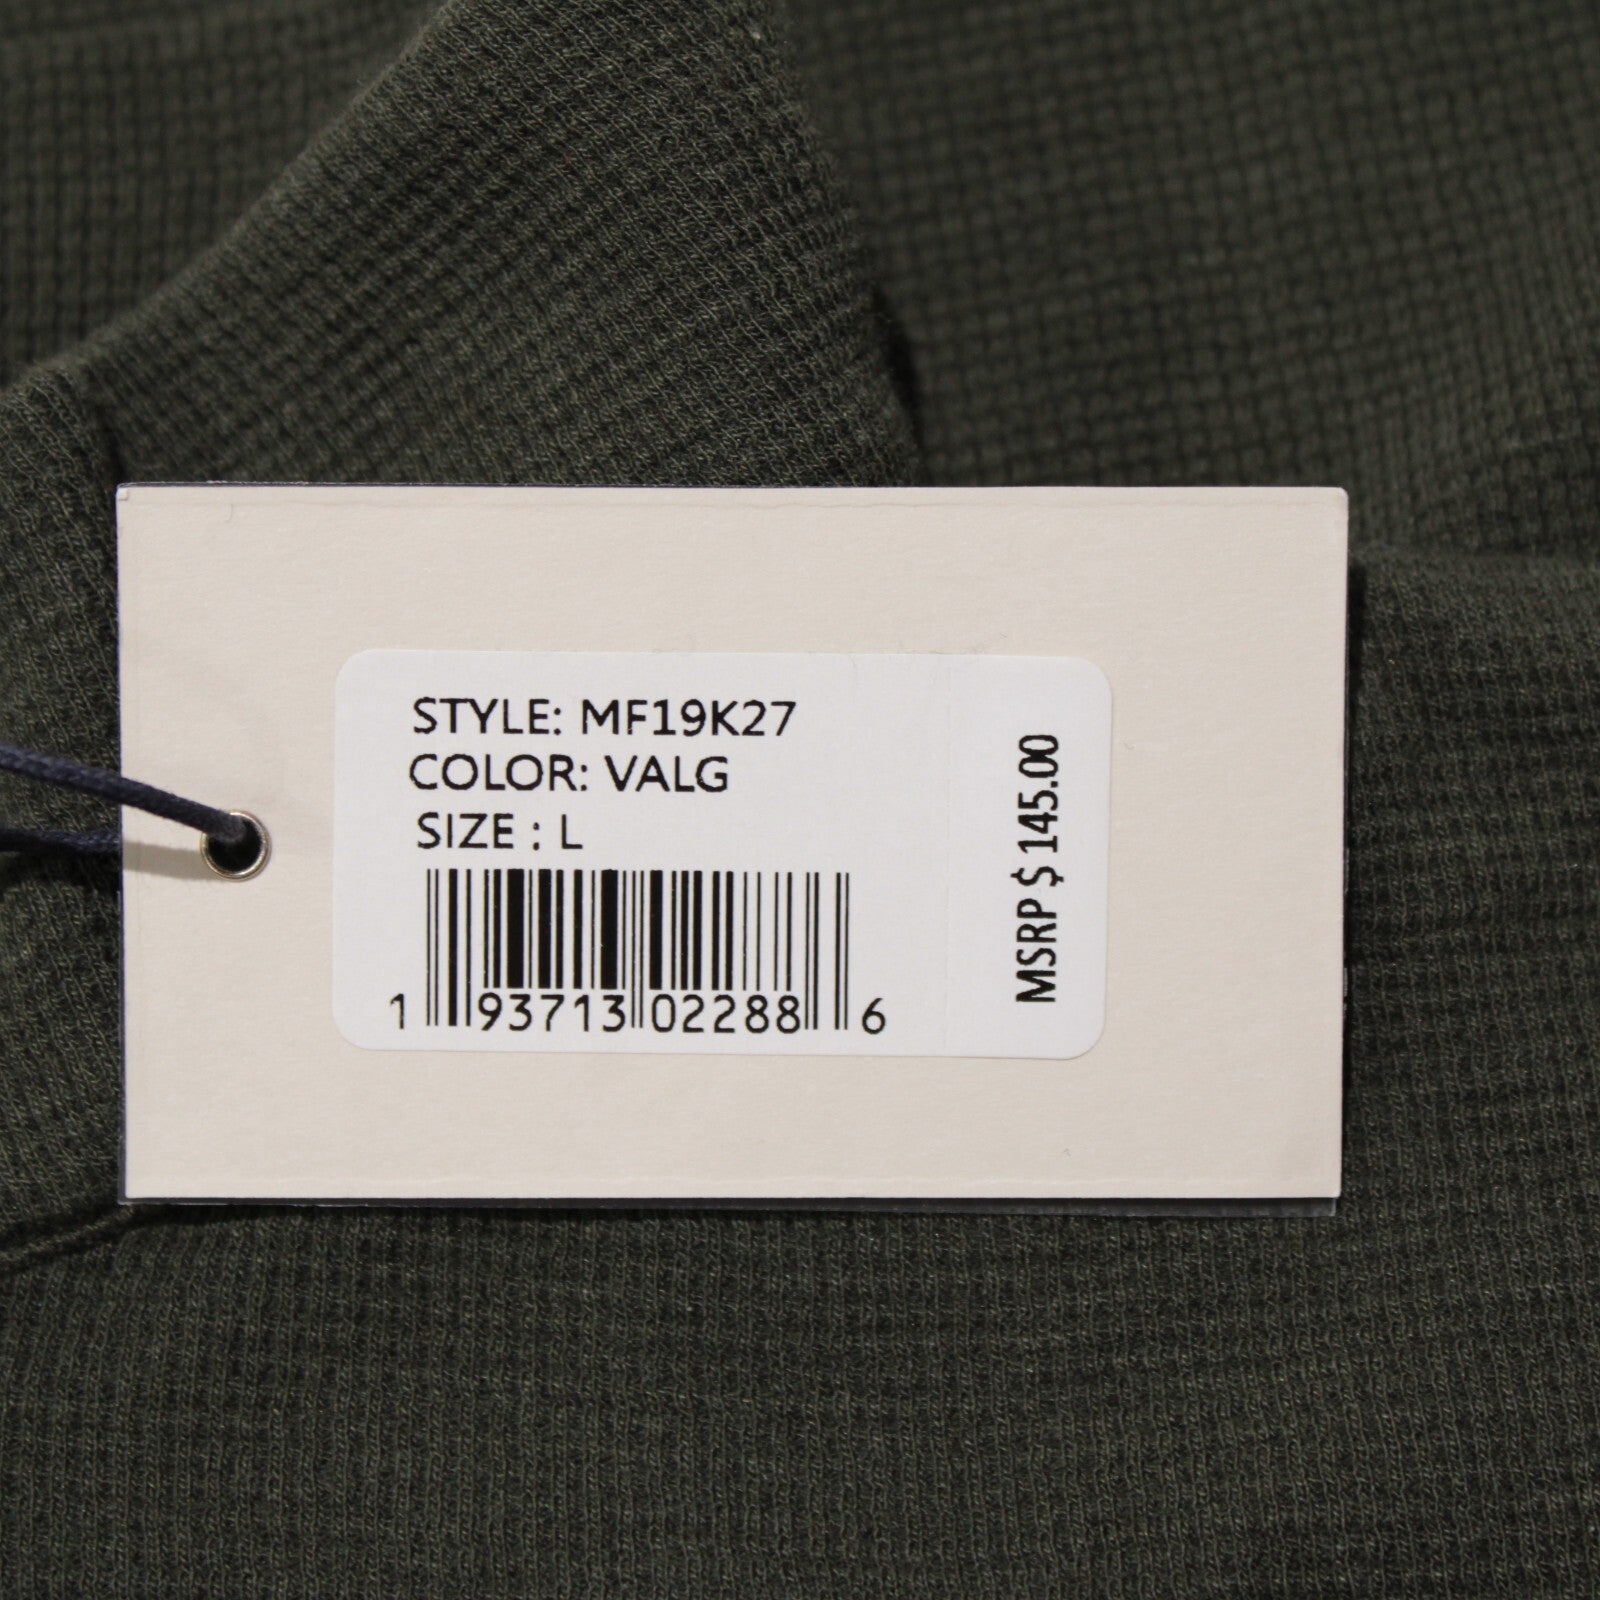 STYLE: MF19K27
COLOR: VALG
SIZE : L
1 93713 02288 6
MSRP $ 145.00